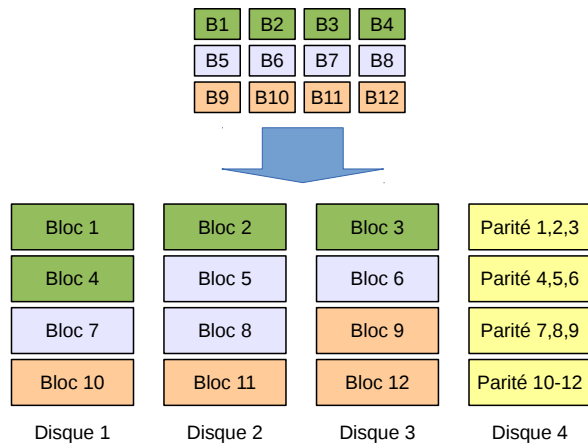 B1 B2 B3 B4
B5 B6 B7 B8
B9 B10 B11 B12
Bloc 1 Bloc 2 Bloc 3 Parité 1,2,3
Bloc 4 Bloc 5 Bloc 6 Parité 4,5,6
Bloc 7 Bloc 8 Bloc 9 Parité 7,8,9
Bloc 10 Bloc 11 Bloc 12 Parité 10-12
Disque 1 Disque 2 Disque 3 Disque 4